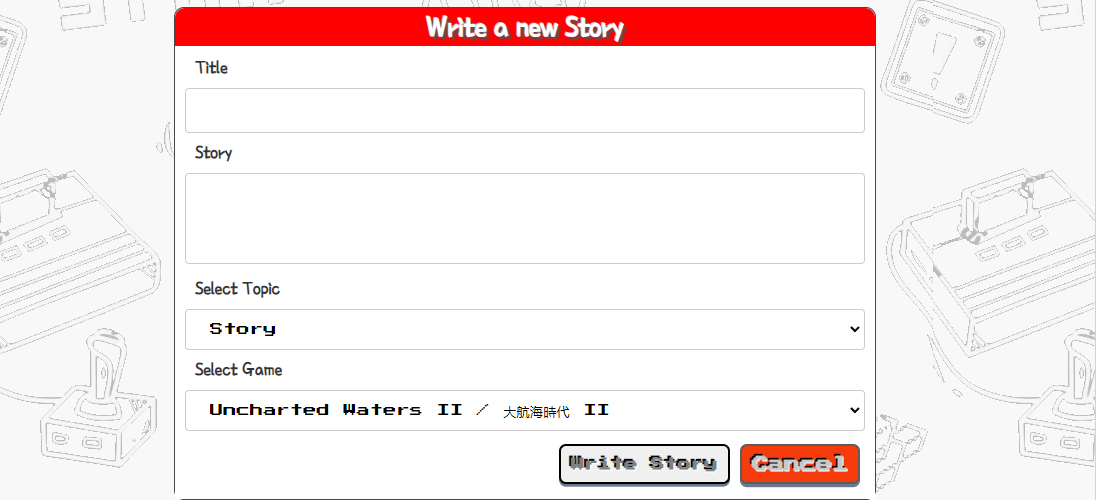 Write a new Story
Title
Story
Select Topic
Story
Select Game
Uncharted Waters II / 大航海時代 II
Write Story
Cancel